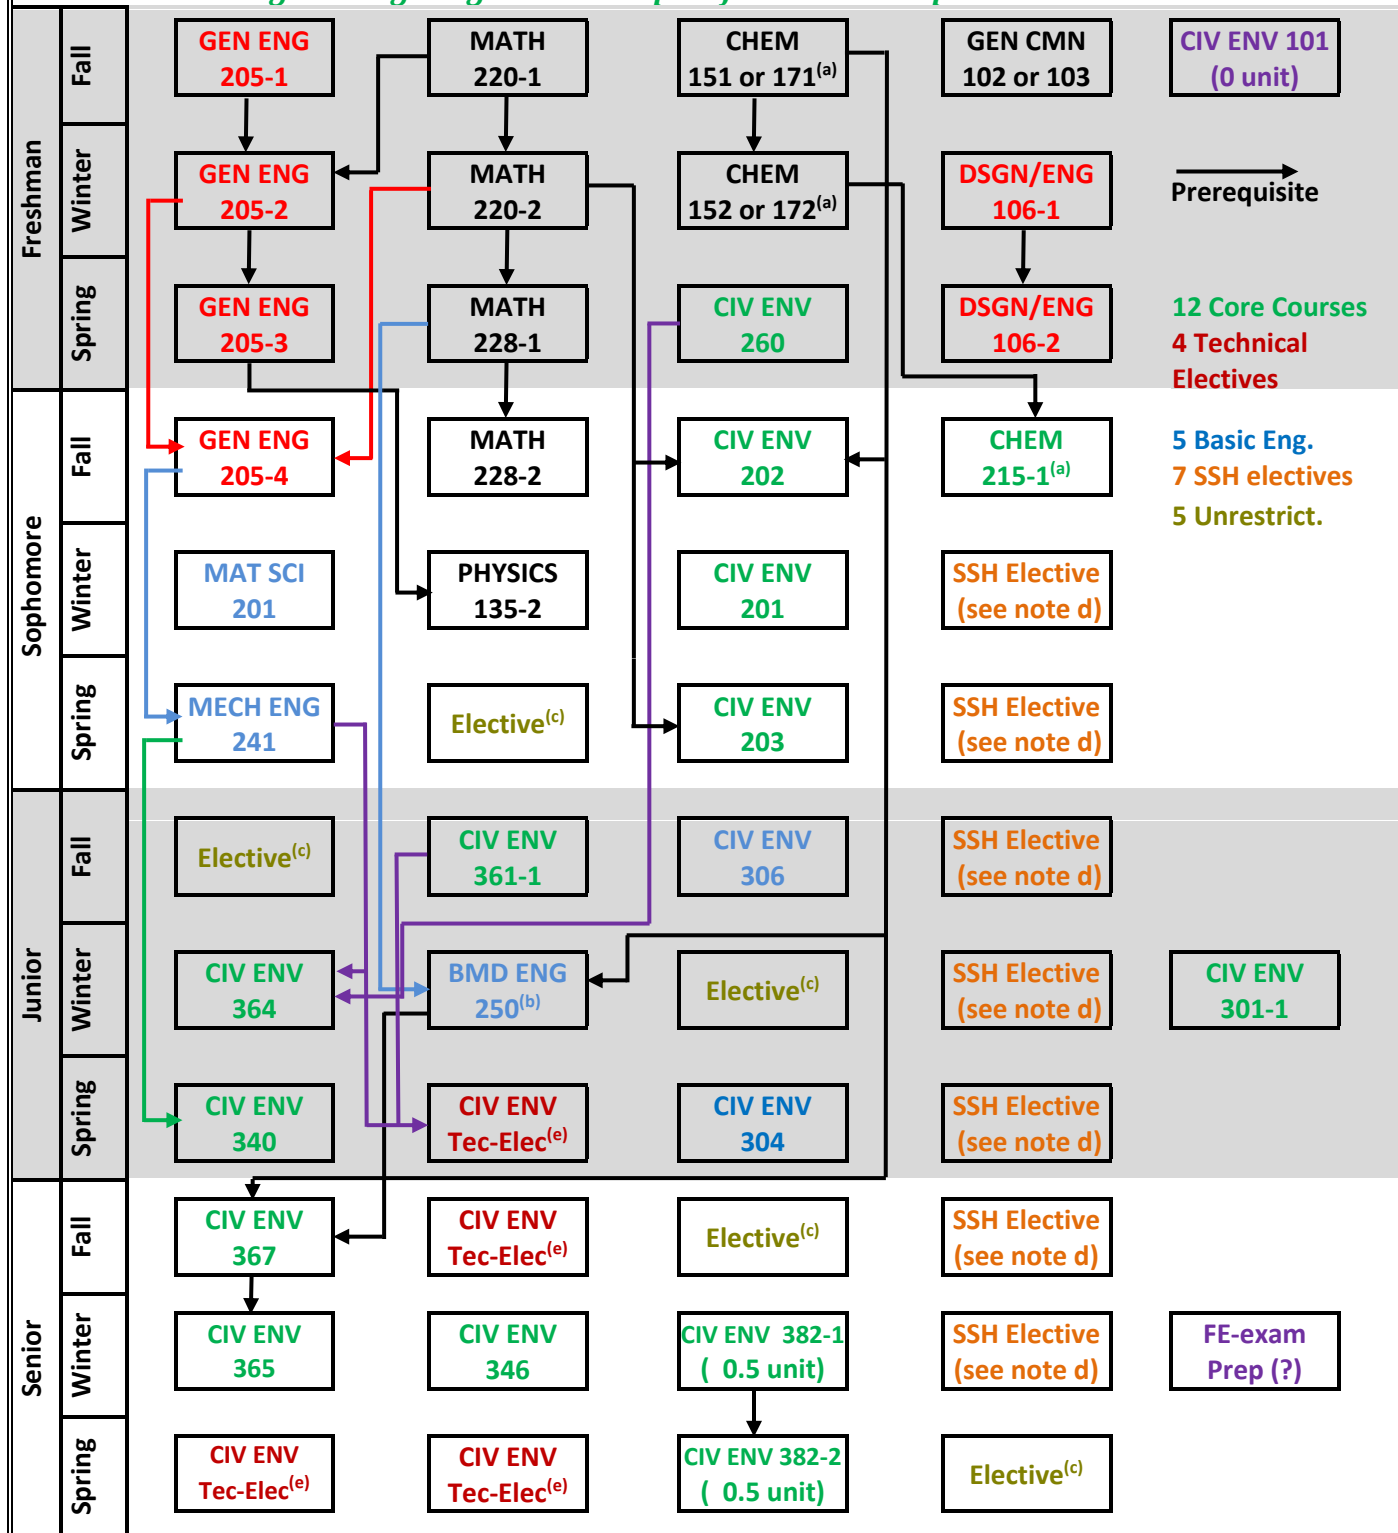 Freshman
Fall
GEN ENG
205-1
MATH
220-1
CHEM
151 or 171(a)
GEN CMN
102 or 103
CIV ENV 101
(0 unit)
Winter
GEN ENG
205-2
MATH
220-2
CHEM
152 or 172(a)
DSGN/ENG
106-1
Prerequisite
Spring
GEN ENG
205-3
MATH
228-1
CIV ENV
260
DSGN/ENG
106-2
12 Core Courses
4 Technical
Electives
Sophomore
Fall
GEN ENG
205-4
MATH
228-2
CIV ENV
202
CHEM
215-1(a)
5 Basic Eng.
7 SSH electives
5 Unrestrict.
Winter
MAT SCI
201
PHYSICS
135-2
CIV ENV
201
SSH Elective
(see note d)
Spring
MECH ENG
241
Elective(c)
CIV ENV
203
SSH Elective
(see note d)
Junior
Fall
Elective(c)
CIV ENV
361-1
CIV ENV
306
SSH Elective
(see note d)
Winter
CIV ENV
364
BMD ENG
250(b)
Elective(c)
SSH Elective
(see note d)
CIV ENV
301-1
Spring
CIV ENV
340
CIV ENV
Tec-Elec(e)
CIV ENV
304
SSH Elective
(see note d)
Senior
Fall
CIV ENV
367
CIV ENV
Tec-Elec(e)
Elective(c)
SSH Elective
(see note d)
Winter
CIV ENV
365
CIV ENV
346
CIV ENV 382-1
( 0.5 unit)
SSH Elective
(see note d)
FE-exam
Prep (?)
Spring
CIV ENV
Tec-Elec(e)
CIV ENV
Tec-Elec(e)
CIV ENV 382-2
( 0.5 unit)
Elective(c)